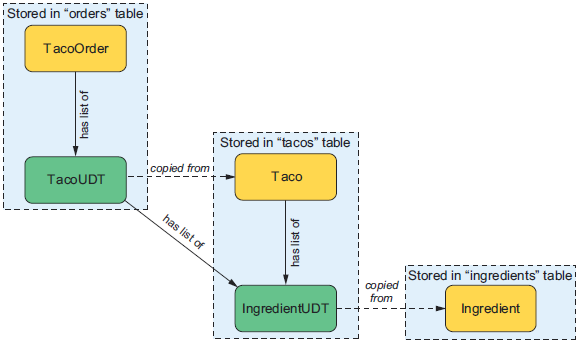 Stored in “orders” table
TacoOrder
has list of
TacoUDT
copied from
Stored in “tacos” table
Taco
has list of
has list of
IngredientUDT
copied
from
Stored in “ingredients” table
Ingredient